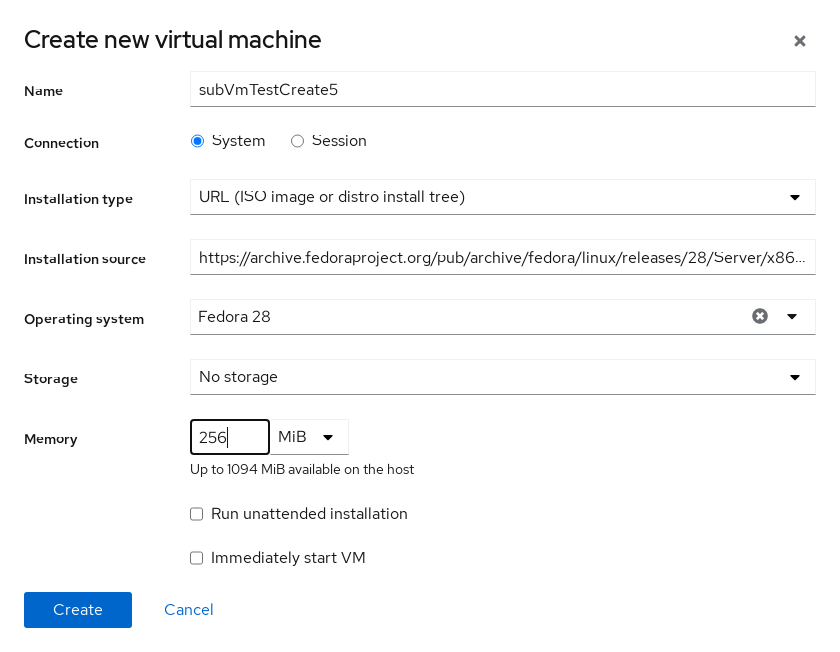 Create new virtual machine
Name
subVmTestCreate5
Connection
System
Session
Installation type
URL (ISO image or distro install tree)
Installation source
https://archive.fedoraproject.org/pub/archive/fedora/linux/releases/28/Server/x86...
Operating system
Fedora 28
Storage
No storage
Memory
256 MiB
Up to 1094 MiB available on the host
Run unattended installation
Immediately start VM
Create
Cancel